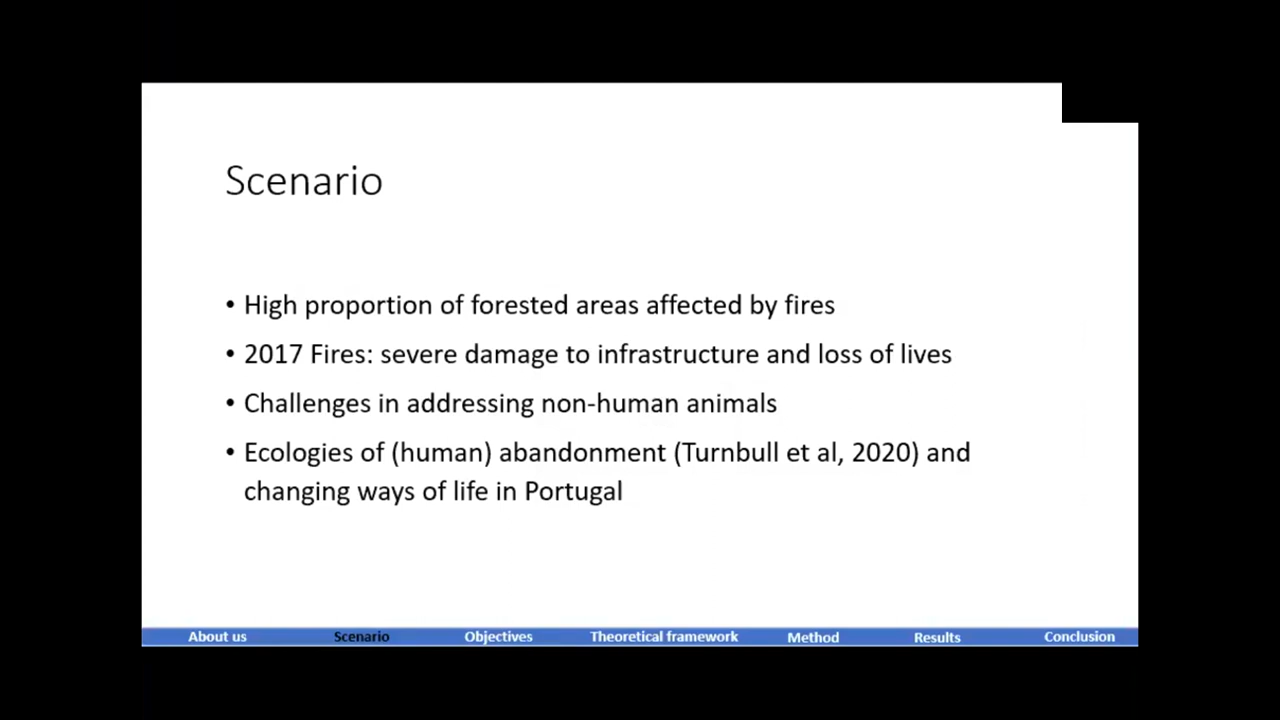 Scenario
• High proportion of forested areas affected by fires
• 2017 Fires: severe damage to infrastructure and loss of lives
• Challenges in addressing non-human animals
• Ecologies of (human) abandonment (Turnbull et al, 2020) and
changing ways of life in Portugal
About us Scenario Objectives Theoretical framework Method Results Conclusion